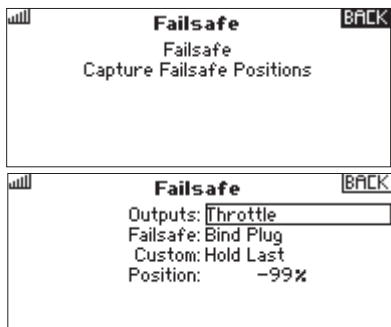 Failsafe
BACK
Failsafe
Capture Failsafe Positions
Failsafe
BACK
Outputs: Throttle
Failsafe: Bind Plug
Custom: Hold Last
Position: -99%